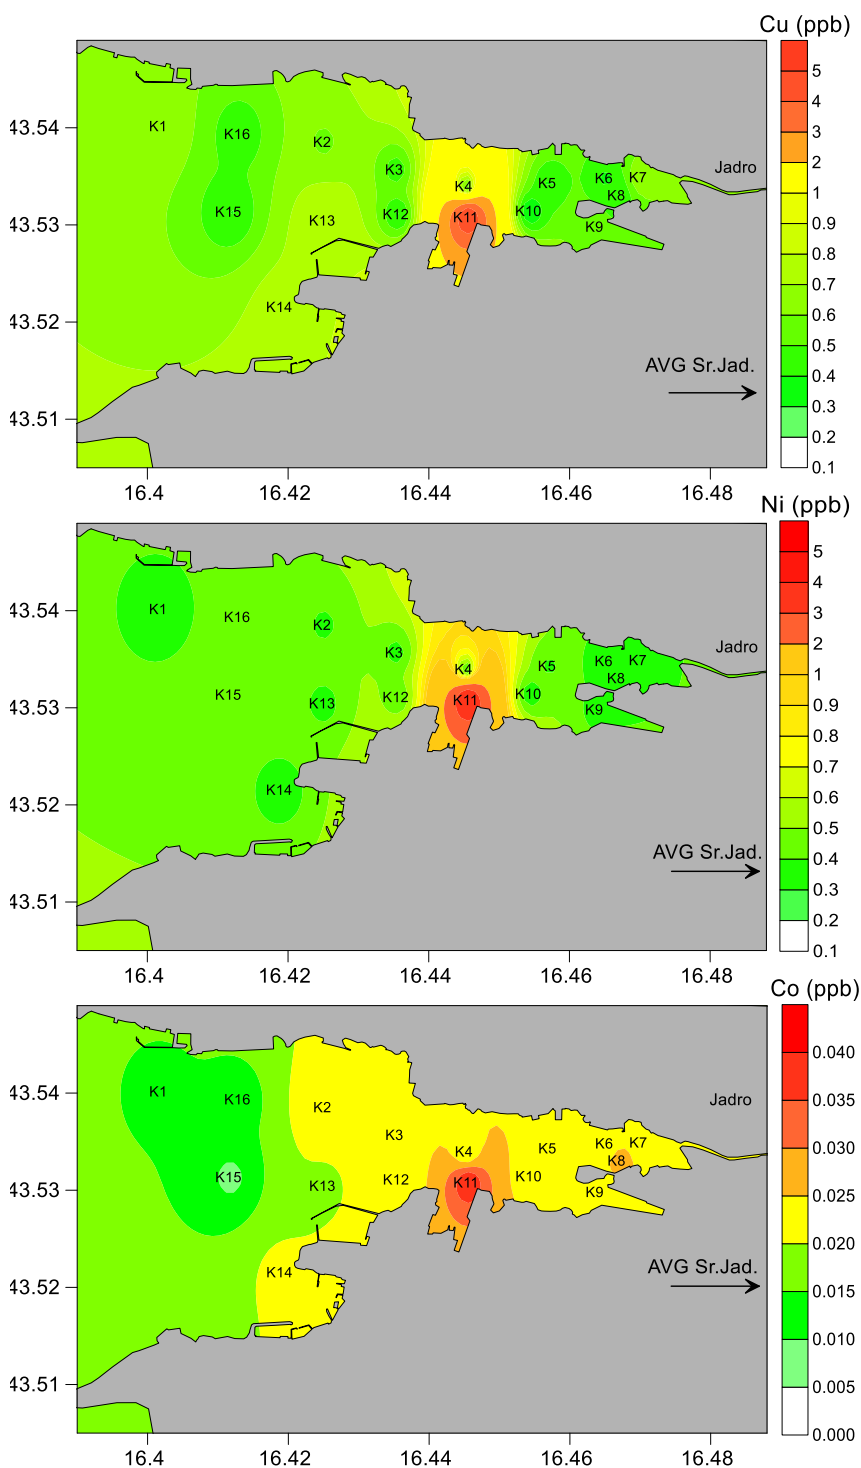 Cu (ppb)
43.54
43.53
43.52
43.51
K1
K16
K2
K3
K4
K5
K6
K7
K8
K15
K12
K13
K11
K10
K9
K14
Jadro
AVG Sr.Jad.
5
4
3
2
1
0.9
0.8
0.7
0.6
0.5
0.4
0.3
0.2
0.1
16.4 16.42 16.44 16.46 16.48
Ni (ppb)
43.54
43.53
43.52
43.51
K1
K16
K2
K3
K4
K5
K6
K7
K8
K15
K12
K13
K11
K10
K9
K14
Jadro
AVG Sr.Jad.
5
4
3
2
1
0.9
0.8
0.7
0.6
0.5
0.4
0.3
0.2
0.1
16.4 16.42 16.44 16.46 16.48
Co (ppb)
43.54
43.53
43.52
43.51
K1
K16
K2
K3
K4
K5
K6
K7
K8
K15
K12
K13
K11
K10
K9
K14
Jadro
AVG Sr.Jad.
0.040
0.035
0.030
0.025
0.020
0.015
0.010
0.005
0.000
16.4 16.42 16.44 16.46 16.48